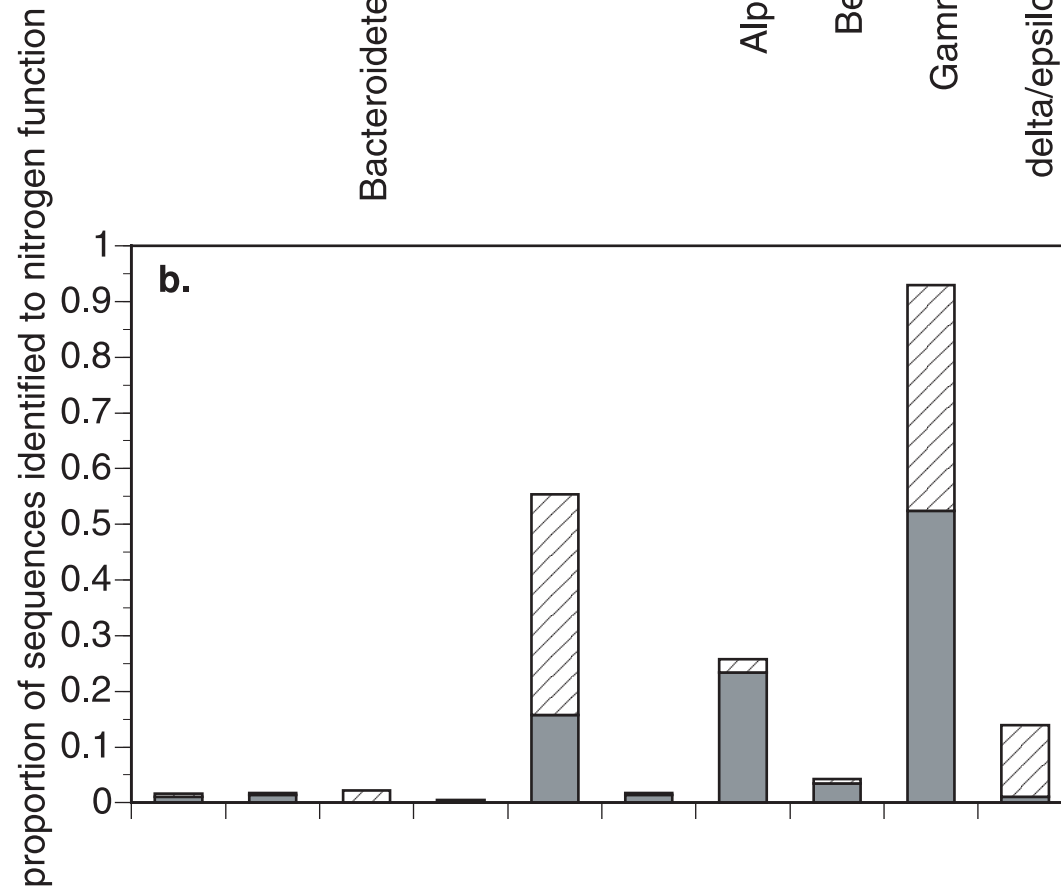 proportion of sequences identified to nitrogen function
Bacteroidete
Alp
Be
Gamr
delta/epsilo
b.
1
0.9
0.8
0.7
0.6
0.5
0.4
0.3
0.2
0.1
0